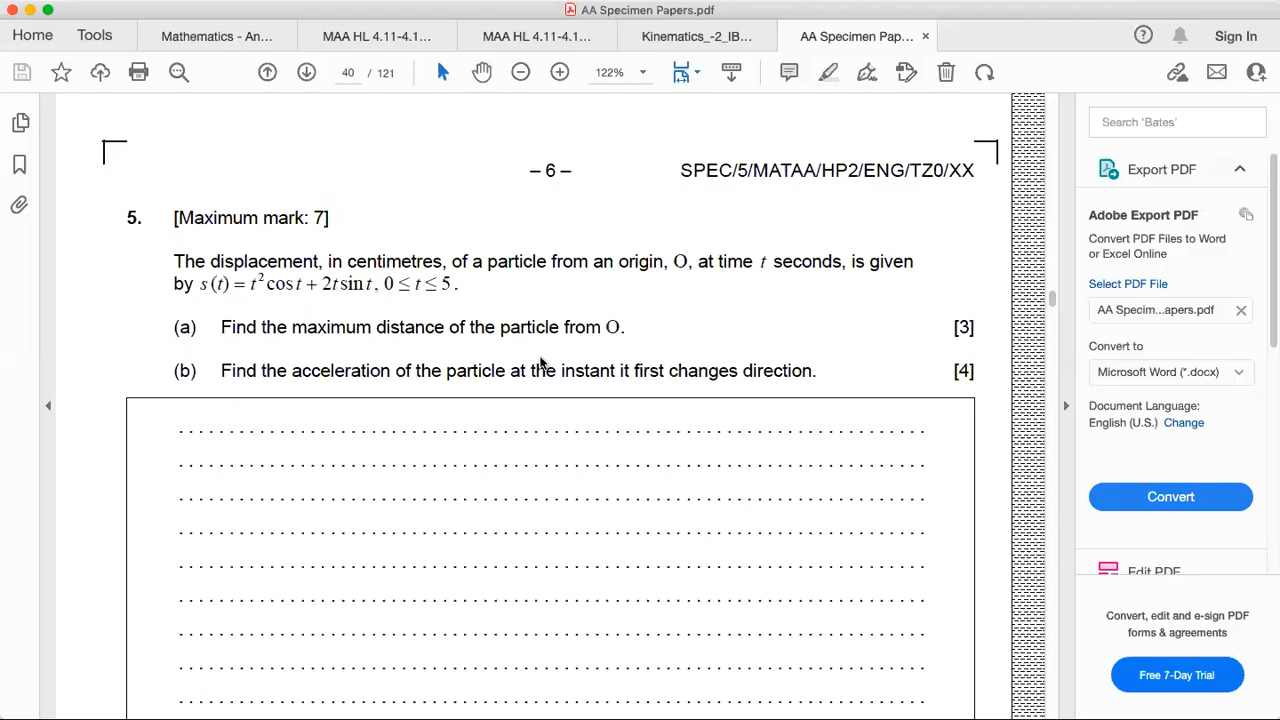 AA Specimen Papers.pdf
Home Tools Mathematics - An... MAA HL 4.11-4.1... MAA HL 4.11-4.1... Kinematics_-2_IB... AA Specimen Pap... × Sign In
40 / 121 122%
Search 'Bates'
– 6 – SPEC/5/MATAA/HP2/ENG/TZ0/XX
Export PDF
5. [Maximum mark: 7]
Adobe Export PDF
Convert PDF Files to Word
or Excel Online
The displacement, in centimetres, of a particle from an origin, O, at time t seconds, is given
by s(t) = t² cos t + 2t sin t, 0 ≤ t ≤ 5.
Select PDF File
AA Specim...apers.pdf
(a) Find the maximum distance of the particle from O. [3]
Convert to
Microsoft Word (*.docx)
(b) Find the acceleration of the particle at the instant it first changes direction. [4]
Document Language:
English (U.S.) Change
Convert
Edit PDF
Convert, edit and e-sign PDF
forms & agreements
Free 7-Day Trial